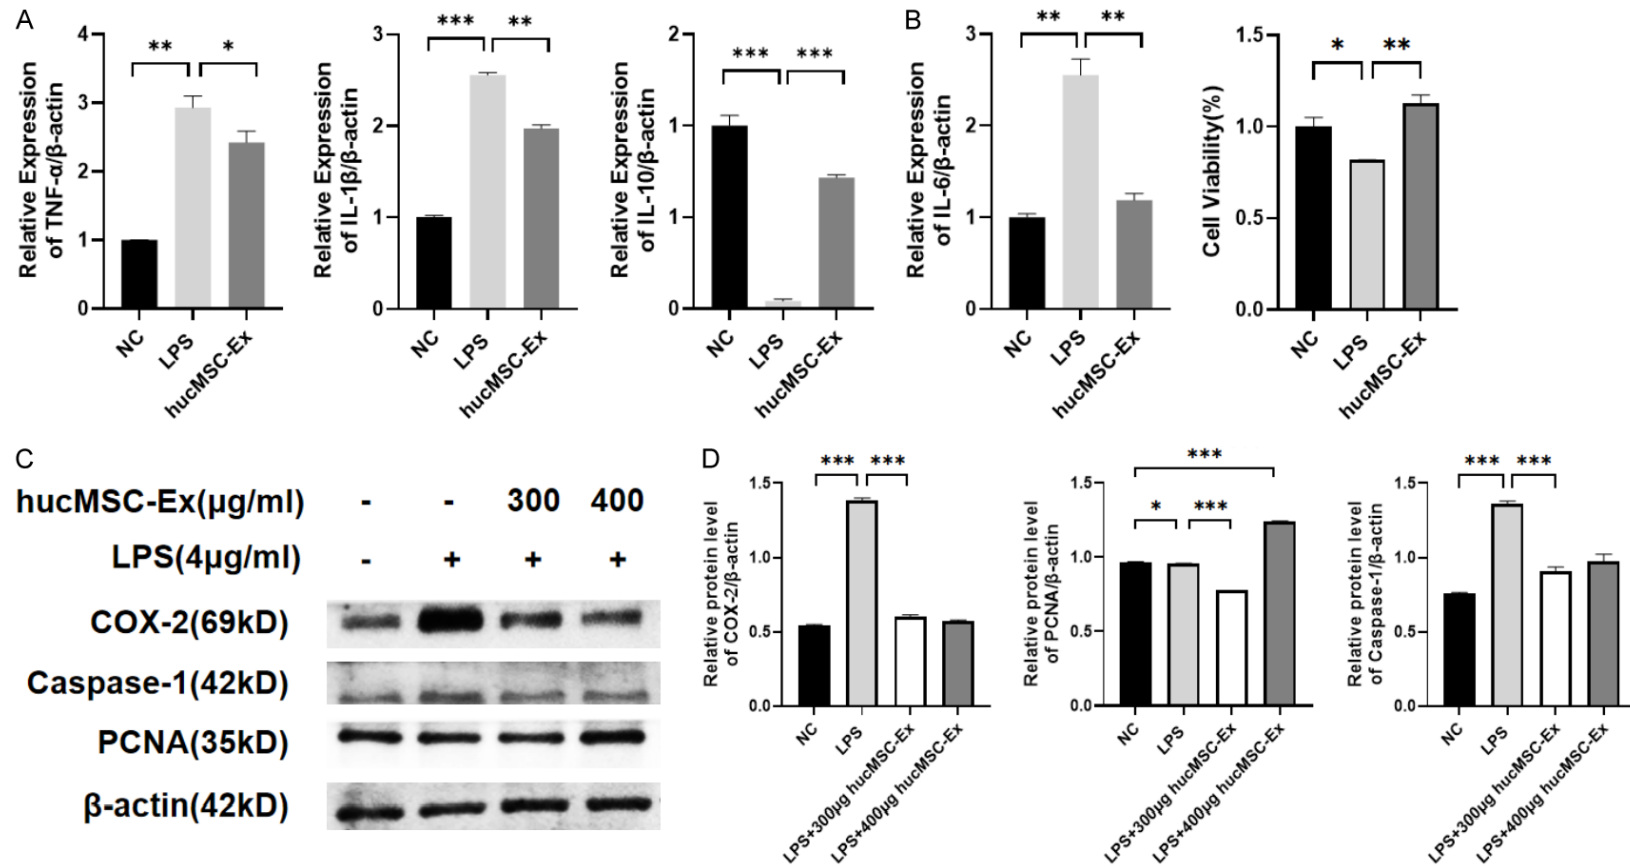 A
Relative Expression
of TNF-α/β-actin
4
3
2
1
0
**
*
NC
LPS
hucMSC-Ex
Relative Expression
of IL-1β/β-actin
3
2
1
0
***
**
NC
LPS
hucMSC-Ex
Relative Expression
of IL-10/β-actin
2
1
1
0
***
***
NC
LPS
hucMSC-Ex
B
Relative Expression
of IL-6/β-actin
3
2
1
0
**
**
NC
LPS
hucMSC-Ex
Cell Viability(%)
1.5
1.0
0.5
0.0
*
**
NC
LPS
hucMSC-Ex
C
hucMSC-Ex(μg/ml) - - 300 400
LPS(4μg/ml) - + + +
COX-2(69kD)
Caspase-1(42kD)
PCNA(35kD)
β-actin(42kD)
D
Relative protein level
of COX-2/β-actin
1.5
1.0
0.5
0.0
***
***
NC
LPS
LPS+300μg hucMSC-Ex
LPS+400μg hucMSC-Ex
Relative protein level
of PCNA/β-actin
1.5
1.0
0.5
0.0
***
*
***
NC
LPS
LPS+300μg hucMSC-Ex
LPS+400μg hucMSC-Ex
Relative protein level
of Caspase-1/β-actin
1.5
1.0
0.5
0.0
***
***
NC
LPS
LPS+300μg hucMSC-Ex
LPS+400μg hucMSC-Ex